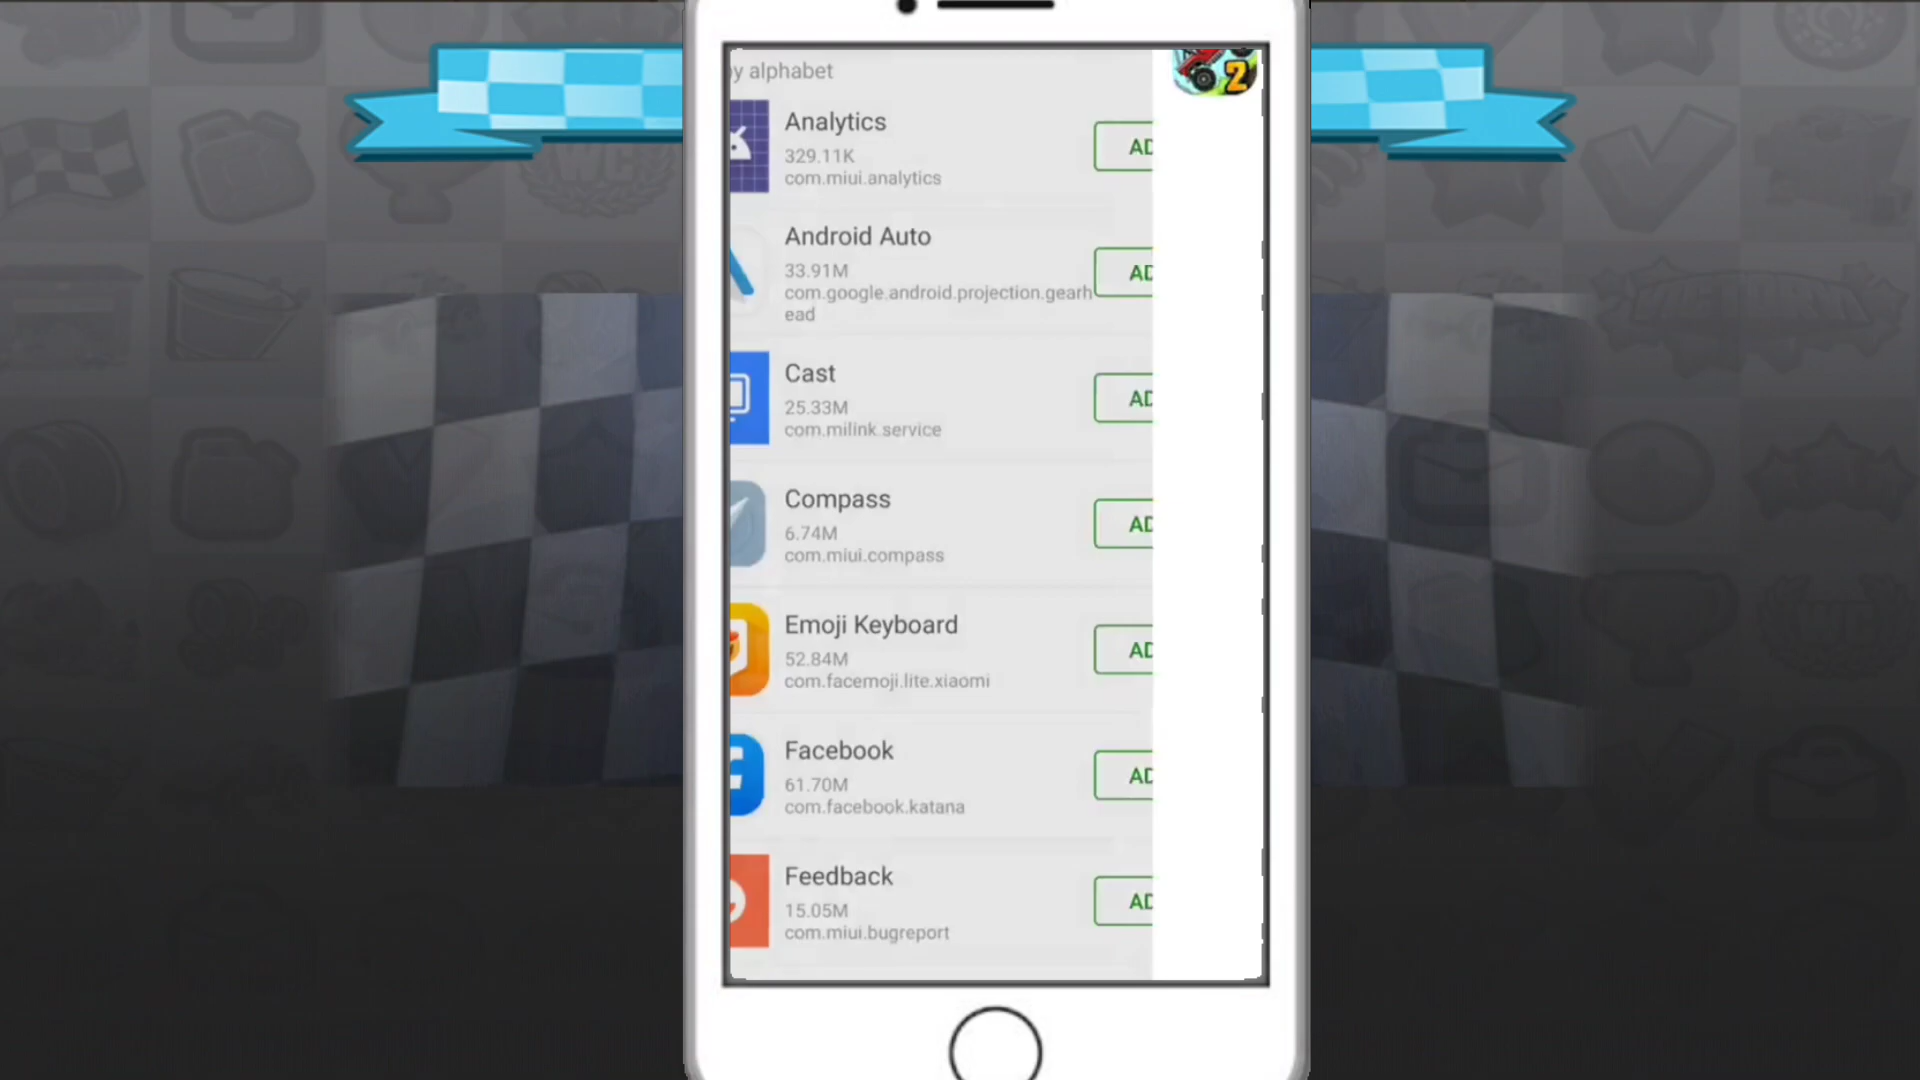 by alphabet
2
Analytics
329.11K
com.miui.analytics
AD
Android Auto
33.91M
com.google.android.projection.gearh
ead
AD
Cast
25.33M
com.milink.service
AD
Compass
6.74M
com.miui.compass
AD
Emoji Keyboard
52.84M
com.facemoji.lite.xiaomi
AD
Facebook
61.70M
com.facebook.katana
AD
Feedback
15.05M
com.miui.bugreport
AD